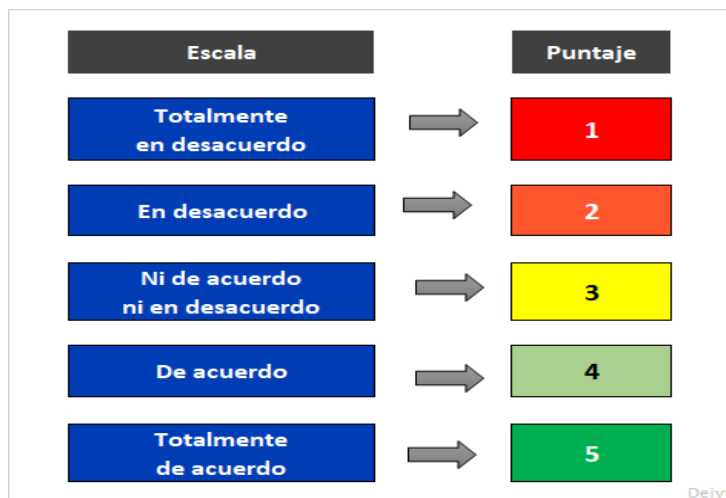 Escala
Puntaje
Totalmente
en desacuerdo
1
En desacuerdo
2
Ni de acuerdo
ni en desacuerdo
3
De acuerdo
4
Totalmente
de acuerdo
5